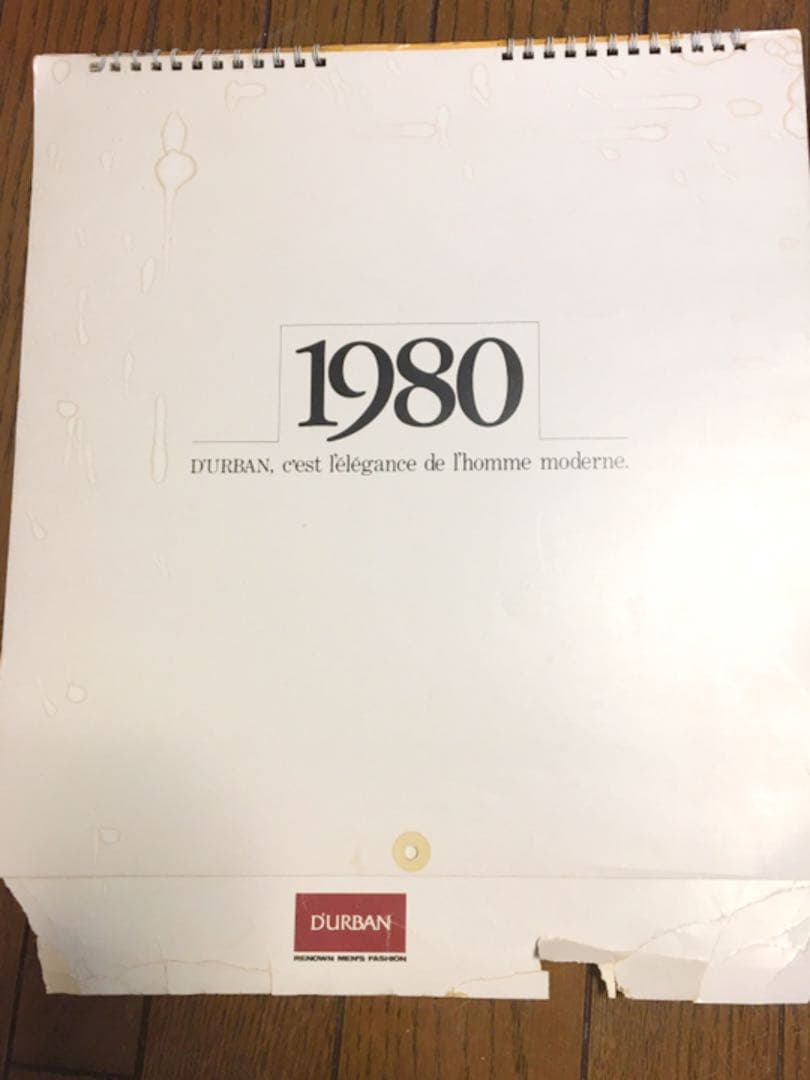 1980
D'URBAN, c'est l'élégance de l'homme moderne.
D'URBAN
RENOWN MEN'S FASHION